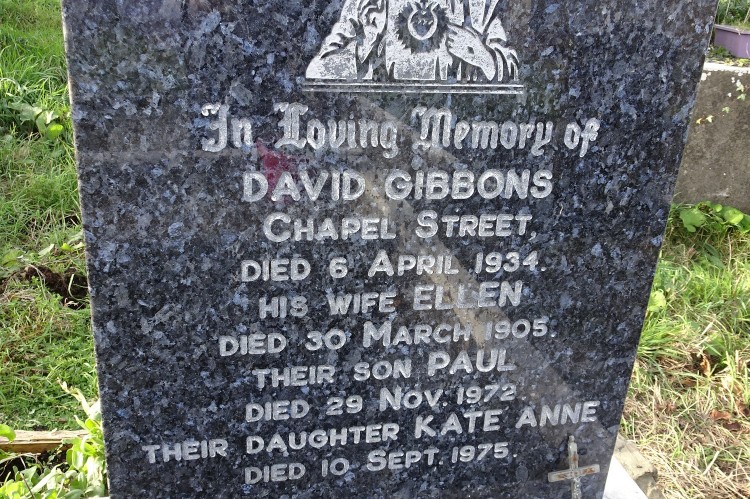 In Loving Memory of
DAVID GIBBONS
CHAPEL STREET,
DIED 6 APRIL 1934.
HIS WIFE ELLEN
DIED 30 MARCH 1905.
THEIR SON PAUL
DIED 29 NOV. 1972
THEIR DAUGHTER KATE ANNE
DIED 10 SEPT. 1975.